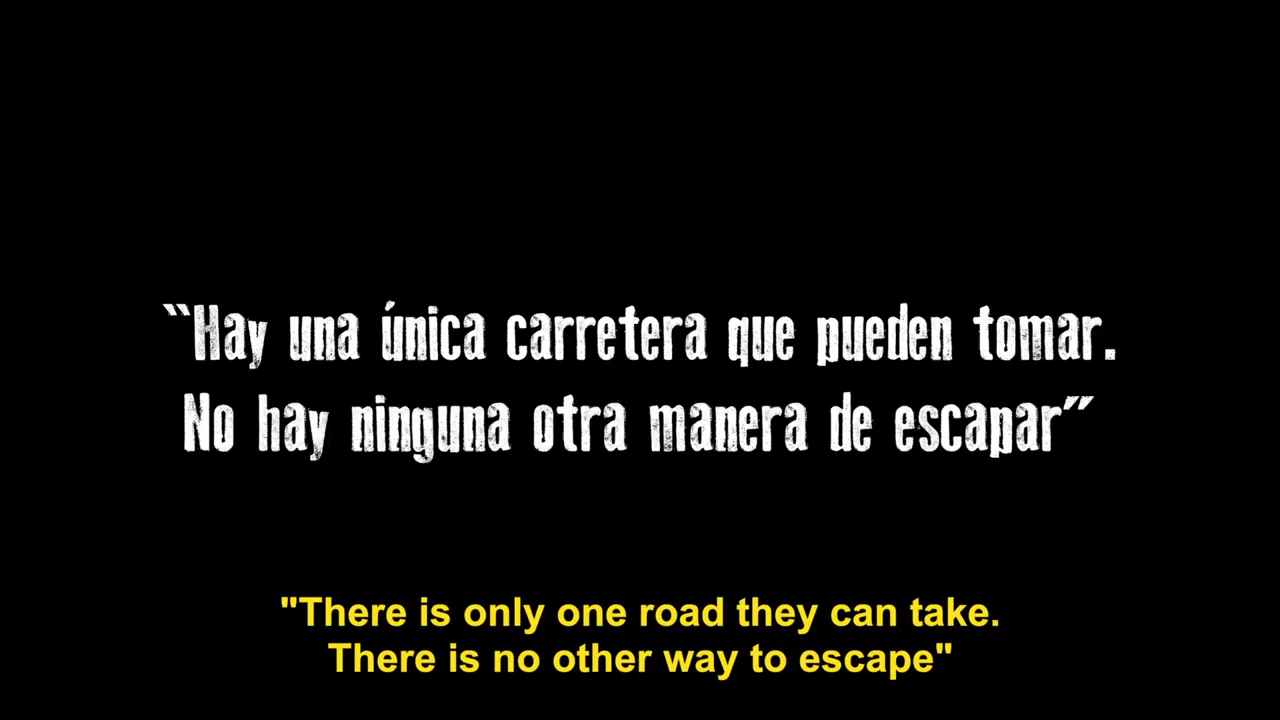 “Hay una única carretera que pueden tomar.
No hay ninguna otra manera de escapar”
"There is only one road they can take.
There is no other way to escape"